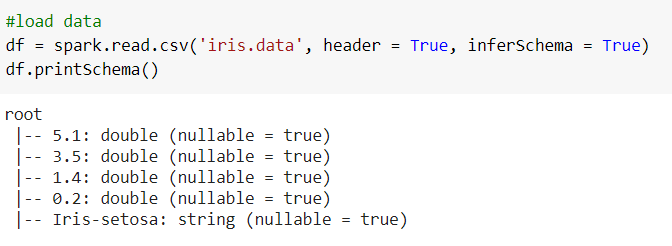 #load data
df = spark.read.csv('iris.data', header = True, inferSchema = True)
df.printSchema()
root
 |-- 5.1: double (nullable = true)
 |-- 3.5: double (nullable = true)
 |-- 1.4: double (nullable = true)
 |-- 0.2: double (nullable = true)
 |-- Iris-setosa: string (nullable = true)